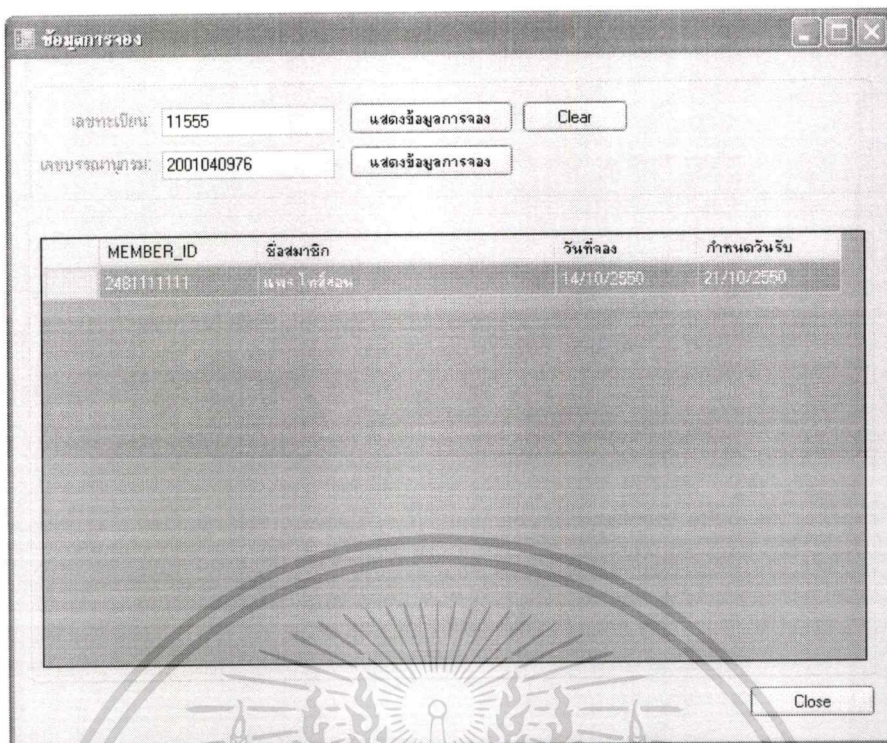 ข้อมูลการจอง
เลขทะเบียน: 11555 แสดงข้อมูลการจอง Clear
เลขบรรณานุกรม: 2001040976 แสดงข้อมูลการจอง
MEMBER_ID ชื่อสมาชิก วันที่จอง กำหนดวันรับ
2481111111 14/10/2550 21/10/2550
Close